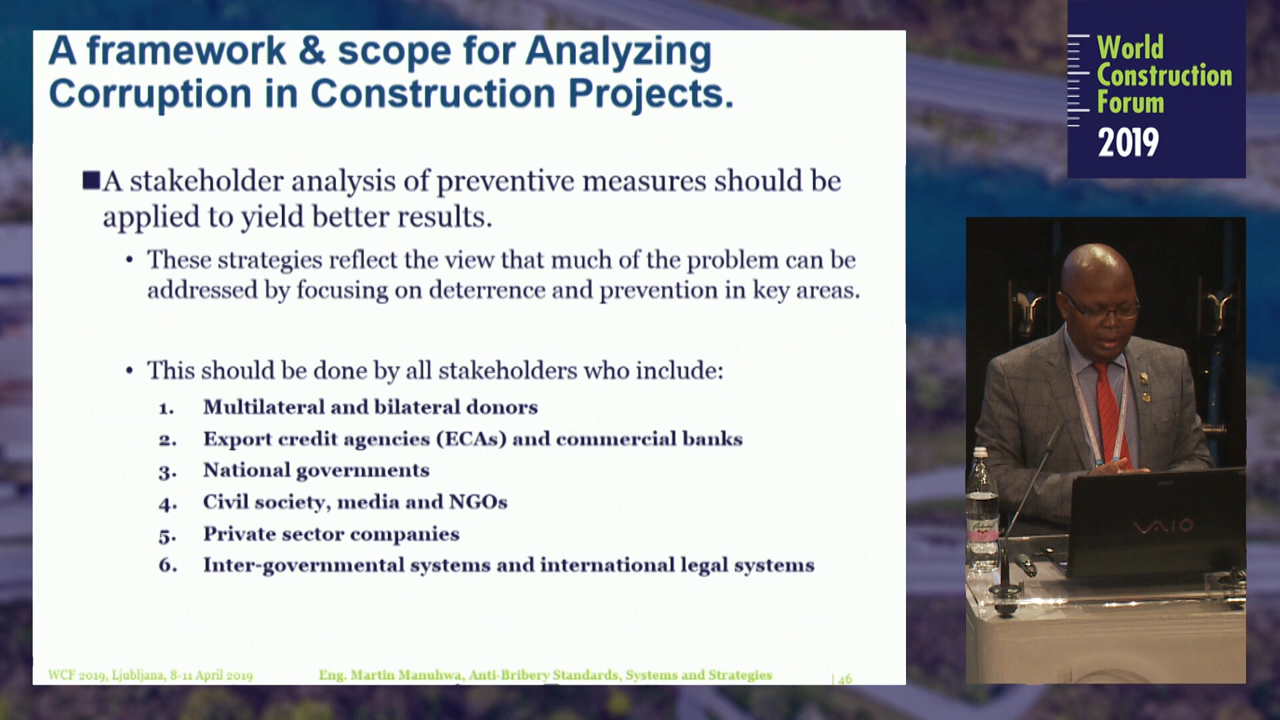 A framework & scope for Analyzing
Corruption in Construction Projects.
A stakeholder analysis of preventive measures should be
applied to yield better results.
• These strategies reflect the view that much of the problem can be
addressed by focusing on deterrence and prevention in key areas.
• This should be done by all stakeholders who include:
1. Multilateral and bilateral donors
2. Export credit agencies (ECAs) and commercial banks
3. National governments
4. Civil society, media and NGOs
5. Private sector companies
6. Inter-governmental systems and international legal systems
WCF 2019, Ljubljana, 8-11 April 2019 Eng. Martin Manuhwa, Anti-Bribery Standards, Systems and Strategies | 46
World
Construction
Forum
2019
VAIO